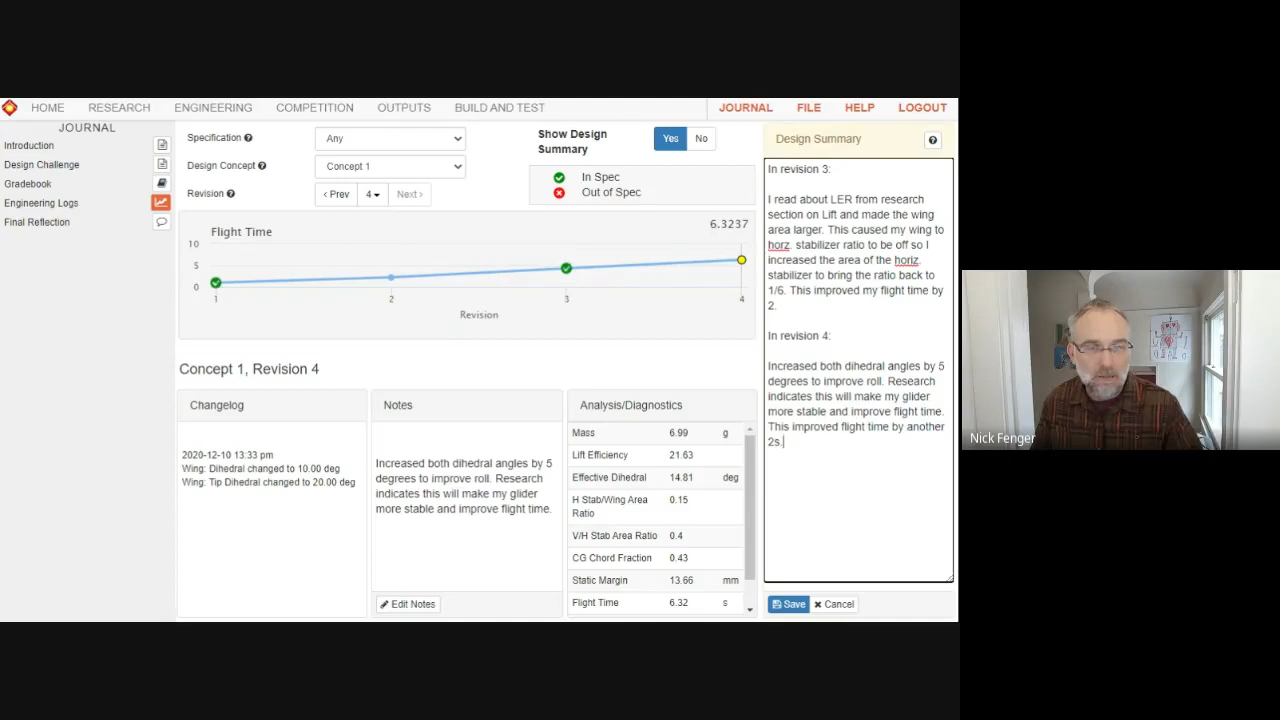 HOME RESEARCH ENGINEERING COMPETITION OUTPUTS BUILD AND TEST JOURNAL FILE HELP LOGOUT
JOURNAL
Introduction
Design Challenge
Gradebook
Engineering Logs
Final Reflection
Specification
Any
Design Concept
Concept 1
Revision
‹ Prev 4 Next ›
Show Design
Summary
Yes No
In Spec
Out of Spec
Flight Time
6.3237
10
5
0
1 2 3 4
Revision
Concept 1, Revision 4
Changelog
2020-12-10 13:33 pm
Wing: Dihedral changed to 10.00 deg
Wing: Tip Dihedral changed to 20.00 deg
Notes
Increased both dihedral angles by 5
degrees to improve roll. Research
indicates this will make my glider
more stable and improve flight time.
Edit Notes
Analysis/Diagnostics
Mass 6.99 g
Lift Efficiency 21.63
Effective Dihedral 14.81 deg
H Stab/Wing Area 0.15
Ratio
V/H Stab Area Ratio 0.4
CG Chord Fraction 0.43
Static Margin 13.66 mm
Flight Time 6.32 s
Design Summary
In revision 3:
I read about LER from research
section on Lift and made the wing
area larger. This caused my wing to
horz. stabilizer ratio to be off so I
increased the area of the horiz.
stabilizer to bring the ratio back to
1/6. This improved my flight time by
2.
In revision 4:
Increased both dihedral angles by 5
degrees to improve roll. Research
indicates this will make my glider
more stable and improve flight time.
This improved flight time by another
2s.
Save Cancel
Nick Fenger